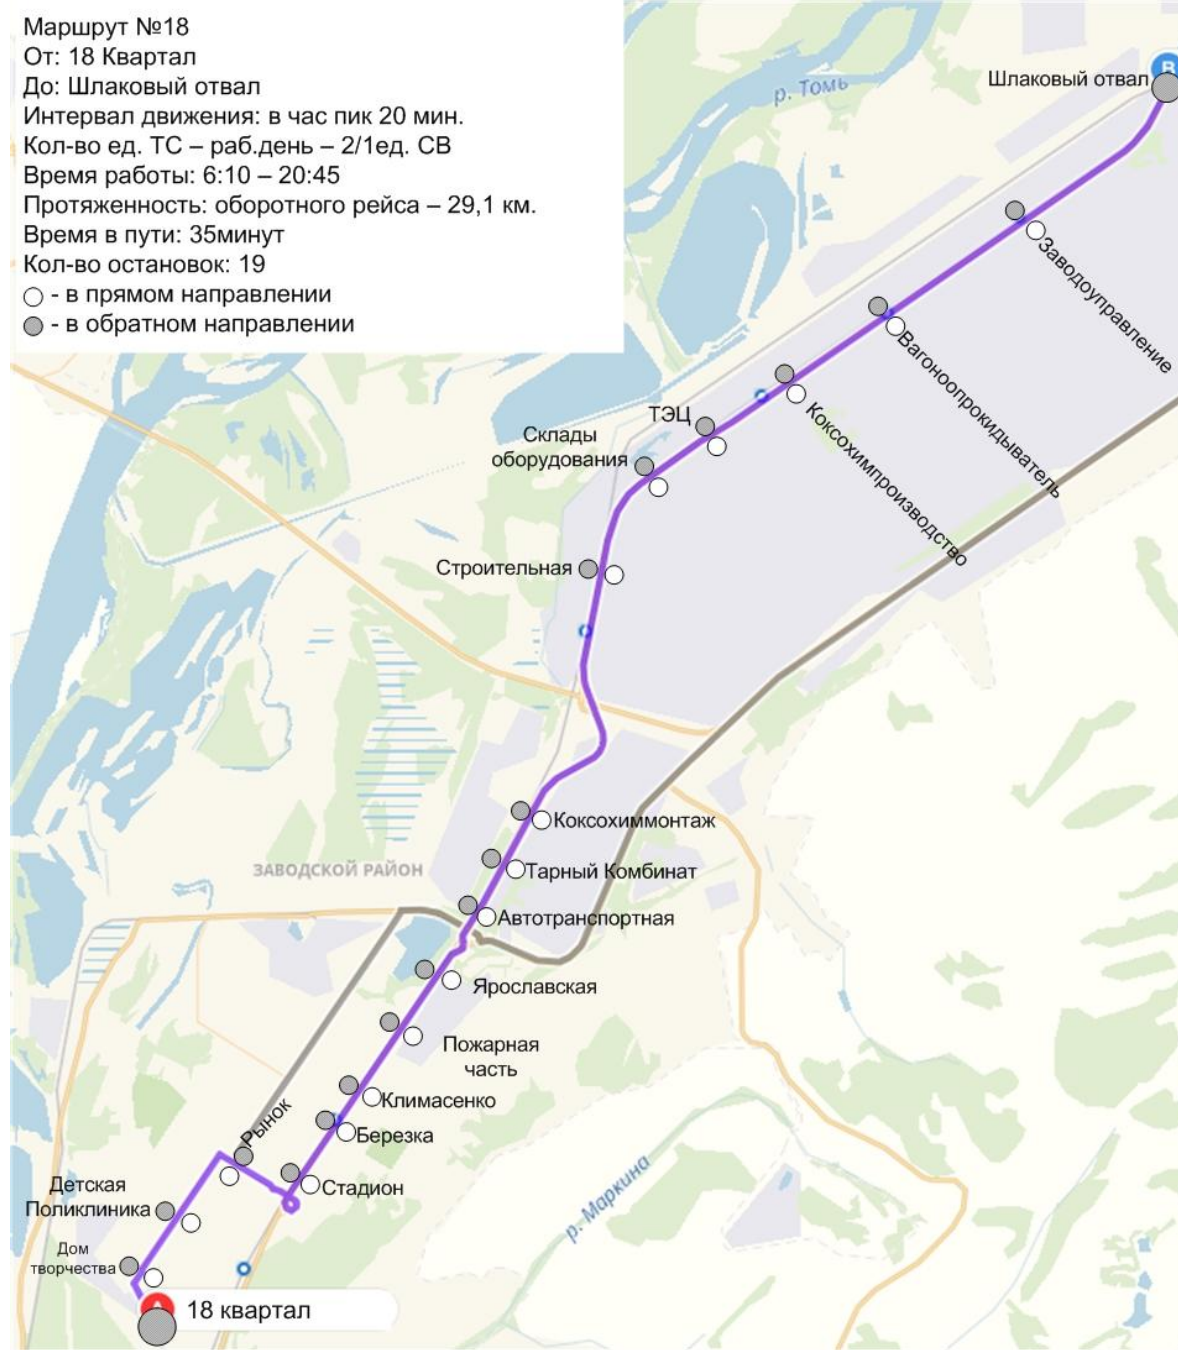 Маршрут №18
От: 18 Квартал
До: Шлаковый отвал
Интервал движения: в час пик 20 мин.
Кол-во ед. ТС – раб.день – 2/1ед. СВ
Время работы: 6:10 – 20:45
Протяженность: оборотного рейса – 29,1 км.
Время в пути: 35минут
Кол-во остановок: 19
- в прямом направлении
- в обратном направлении
В
Шлаковый отвал
р. Томь
Заводоуправление
Вагоноопрокидыватель
Коксохимпроизводство
ТЭЦ
Склады
оборудования
Строительная
Коксохиммонтаж
ЗАВОДСКОЙ РАЙОН
Тарный Комбинат
Автотранспортная
Ярославская
Пожарная
часть
Климасенко
Рынок
Березка
Стадион
р. Маркина
Детская
Поликлиника
Дом
творчества
18 квартал